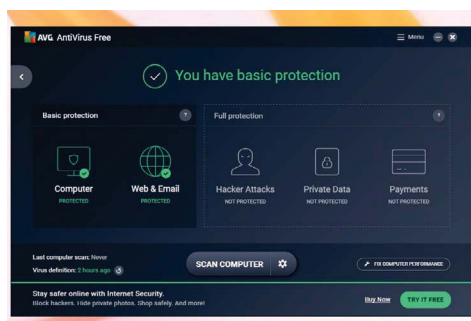 AVG AntiVirus Free
Menu
You have basic protection
Basic protection
?
Full protection
?
Computer
PROTECTED
Web & Email
PROTECTED
Hacker Attacks
NOT PROTECTED
Private Data
NOT PROTECTED
Payments
NOT PROTECTED
Last computer scan: Never
Virus definition: 2 hours ago
SCAN COMPUTER
FIX COMPUTER PERFORMANCE
Stay safer online with Internet Security.
Block hackers. Hide private photos. Shop safely. And more!
Buy Now
TRY IT FREE